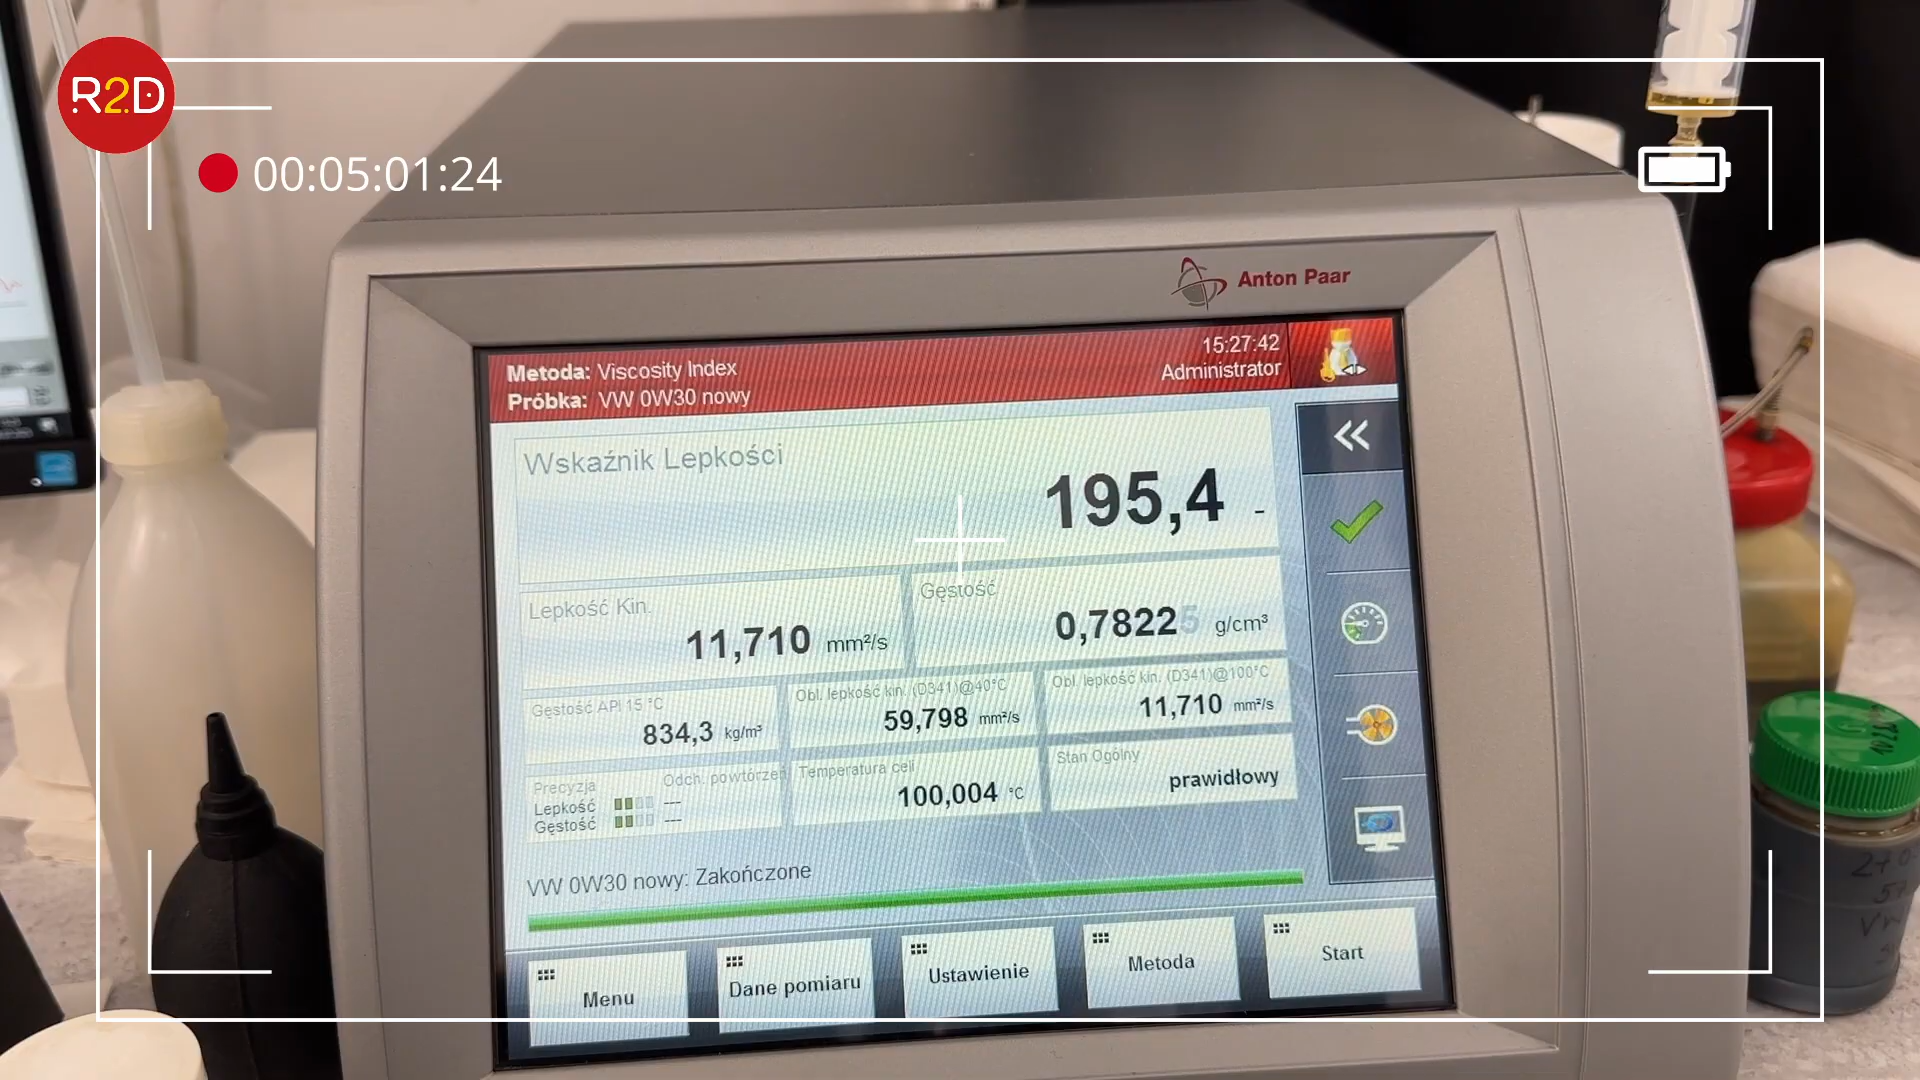 R2D
00:05:01:24
Anton Paar
Metoda: Viscosity Index
Próbka: VW 0W30 nowy
15:27:42
Administrator
Wskaźnik Lepkości
195,4 -
Lepkość Kin.
11,710 mm²/s
Gęstość
0,78225 g/cm³
Gęstość API 15 °C
834,3 kg/m³
Obl. lepkość kin. (D341)@40°C
59,798 mm²/s
Obl. lepkość kin. (D341)@100°C
11,710 mm²/s
Precyzja Odch. powtórzeń
Lepkość ---
Gęstość ---
Temperatura celi
100,004 °C
Stan Ogólny
prawidłowy
VW 0W30 nowy: Zakończone
Menu
Dane pomiaru
Ustawienie
Metoda
Start